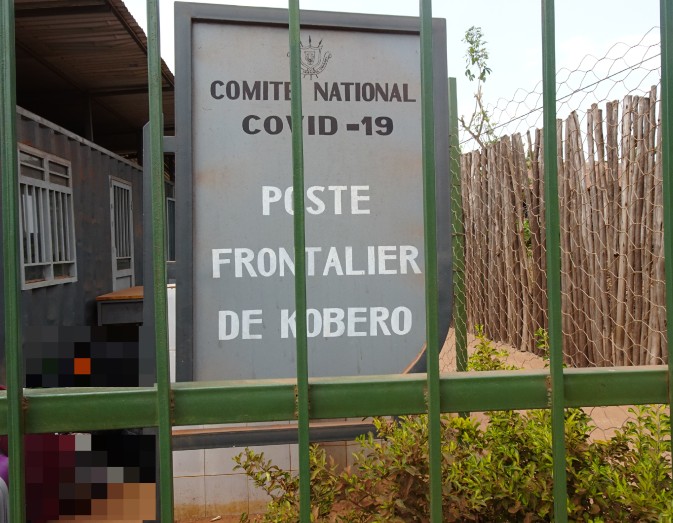 COMITE NATIONAL
COVID -19
POSTE
FRONTALIER
DE KOBERO